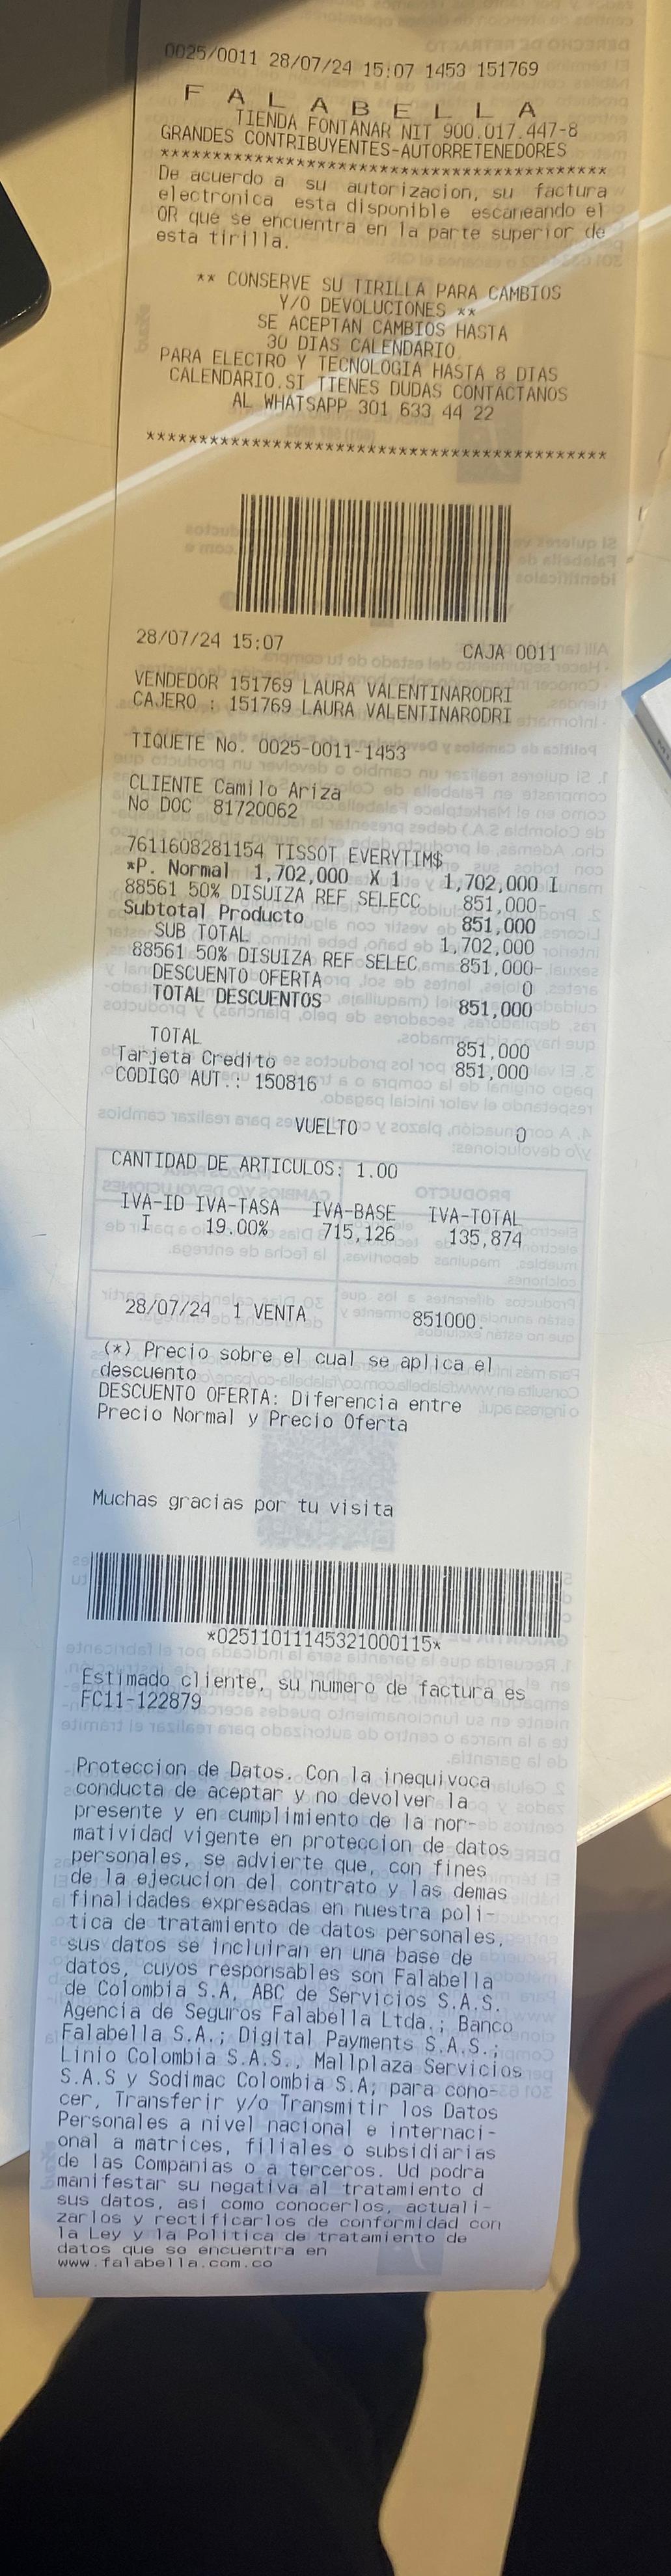 0025/0011 28/07/24 15:07 1453 151769
F A L A B E L L A
TIENDA FONTANAR NIT 900.017.447-8
GRANDES CONTRIBUYENTES-AUTORRETENEDORES
*******************************************
De acuerdo a su autorizacion, su factura
electronica esta disponible escaneando el
QR que se encuentra en la parte superior de
esta tirilla.
** CONSERVE SU TIRILLA PARA CAMBIOS
Y/O DEVOLUCIONES **
SE ACEPTAN CAMBIOS HASTA
30 DIAS CALENDARIO.
PARA ELECTRO Y TECNOLOGIA HASTA 8 DIAS
CALENDARIO.SI TIENES DUDAS CONTACTANOS
AL WHATSAPP 301 633 44 22
*******************************************
28/07/24 15:07 CAJA 0011
VENDEDOR 151769 LAURA VALENTINARODRI
CAJERO : 151769 LAURA VALENTINARODRI
TIQUETE No. 0025-0011-1453
CLIENTE Camilo Ariza
No DOC 81720062
7611608281154 TISSOT EVERYTIM$
*P. Normal 1,702,000 X 1 1,702,000 I
88561 50% DISUIZA REF SELECC 851,000-
Subtotal Producto 851,000
SUB TOTAL 1,702,000
88561 50% DISUIZA REF SELEC 851,000-
DESCUENTO OFERTA 0
TOTAL DESCUENTOS 851,000
TOTAL 851,000
Tarjeta Credito 851,000
CODIGO AUT.: 150816
VUELTO 0
CANTIDAD DE ARTICULOS: 1.00
IVA-ID IVA-TASA IVA-BASE IVA-TOTAL
I 19.00% 715,126 135,874
28/07/24 1 VENTA 851000.
(*) Precio sobre el cual se aplica el
descuento
DESCUENTO OFERTA: Diferencia entre
Precio Normal y Precio Oferta
Muchas gracias por tu visita
*02511011145321000115*
Estimado cliente, su numero de factura es
FC11-122879
Proteccion de Datos. Con la inequivoca
conducta de aceptar y no devolver la
presente y en cumplimiento de la nor-
matividad vigente en proteccion de datos
personales, se advierte que, con fines
de la ejecucion del contrato y las demas
finalidades expresadas en nuestra poli-
tica de tratamiento de datos personales,
sus datos se incluiran en una base de
datos, cuyos responsables son Falabella
de Colombia S.A, ABC de Servicios S.A.S.
Agencia de Seguros Falabella Ltda.; Banco
Falabella S.A.; Digital Payments S.A.S.;
Linio Colombia S.A.S., Mallplaza Servicios
S.A.S y Sodimac Colombia S.A; para cono-
cer, Transferir y/o Transmitir los Datos
Personales a nivel nacional e internaci-
onal a matrices, filiales o subsidiarias
de las Companias o a terceros. Ud podra
manifestar su negativa al tratamiento d
sus datos, asi como conocerlos, actuali-
zarlos y rectificarlos de conformidad con
la Ley y la Politica de tratamiento de
datos que se encuentra en
www.falabella.com.co